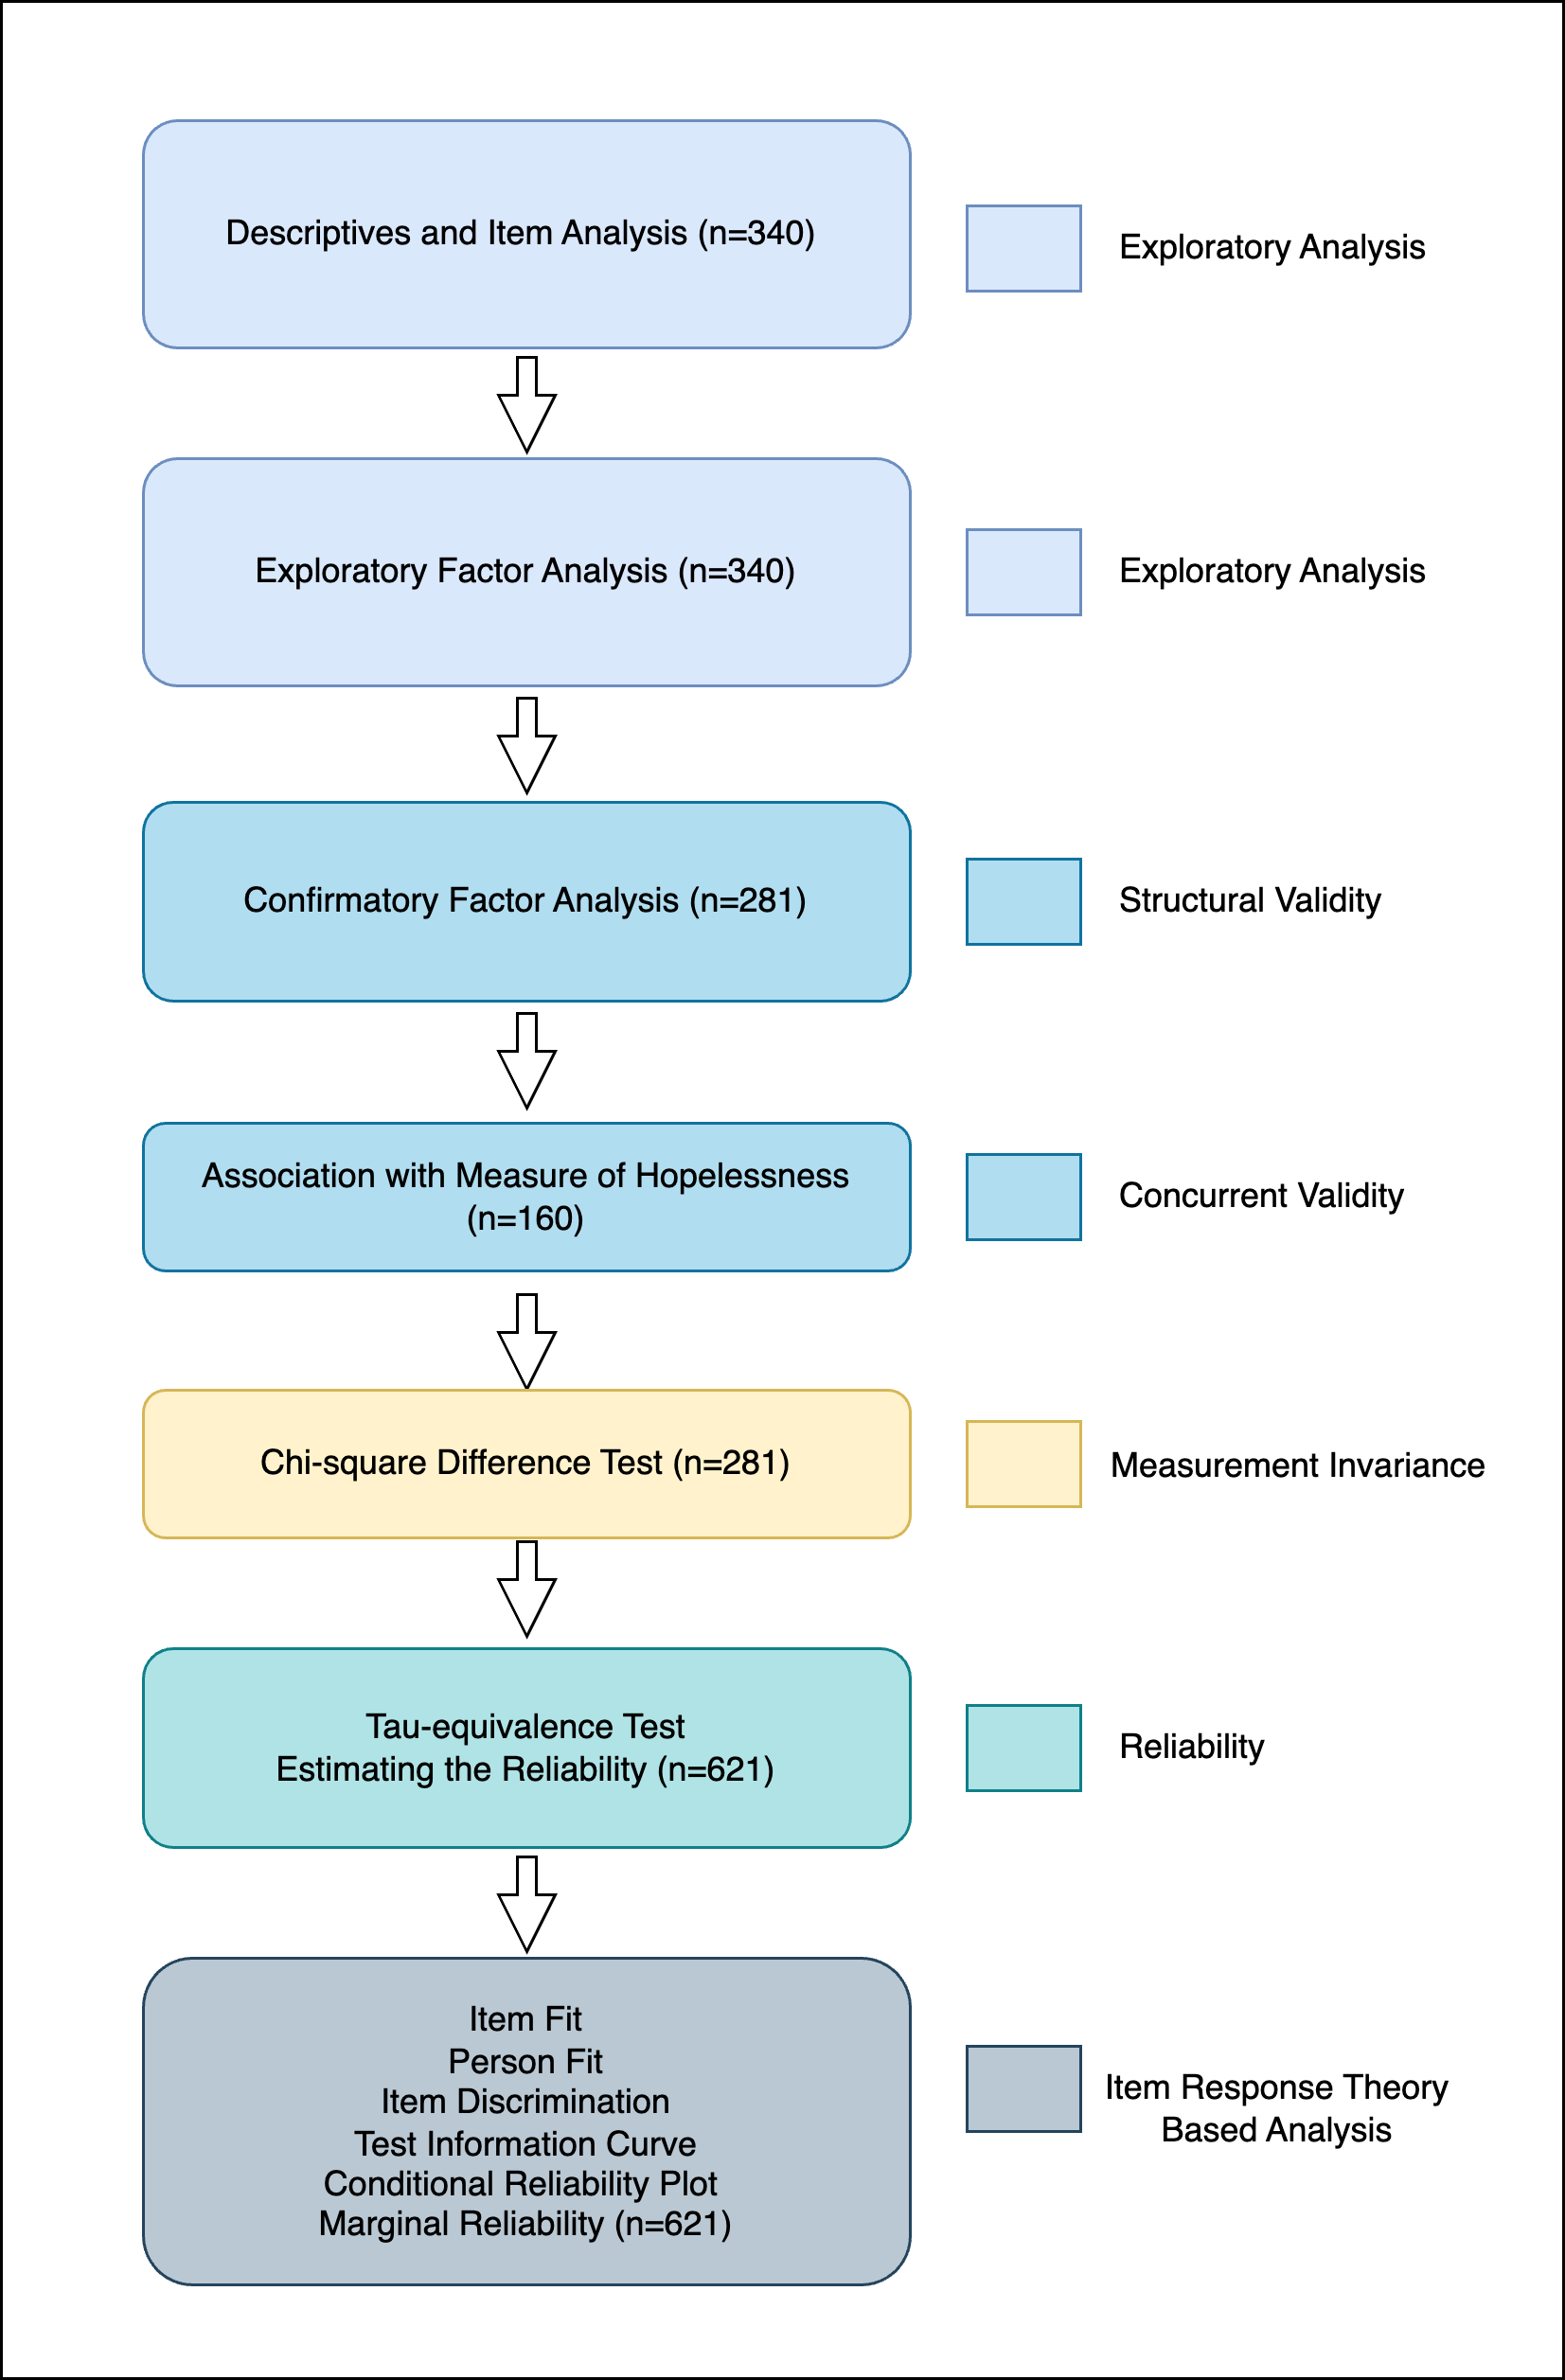 Descriptives and Item Analysis (n=340)
Exploratory Analysis
Exploratory Factor Analysis (n=340)
Exploratory Analysis
Confirmatory Factor Analysis (n=281)
Structural Validity
Association with Measure of Hopelessness
(n=160)
Concurrent Validity
Chi-square Difference Test (n=281)
Measurement Invariance
Tau-equivalence Test
Estimating the Reliability (n=621)
Reliability
Item Fit
Person Fit
Item Discrimination
Test Information Curve
Conditional Reliability Plot
Marginal Reliability (n=621)
Item Response Theory
Based Analysis